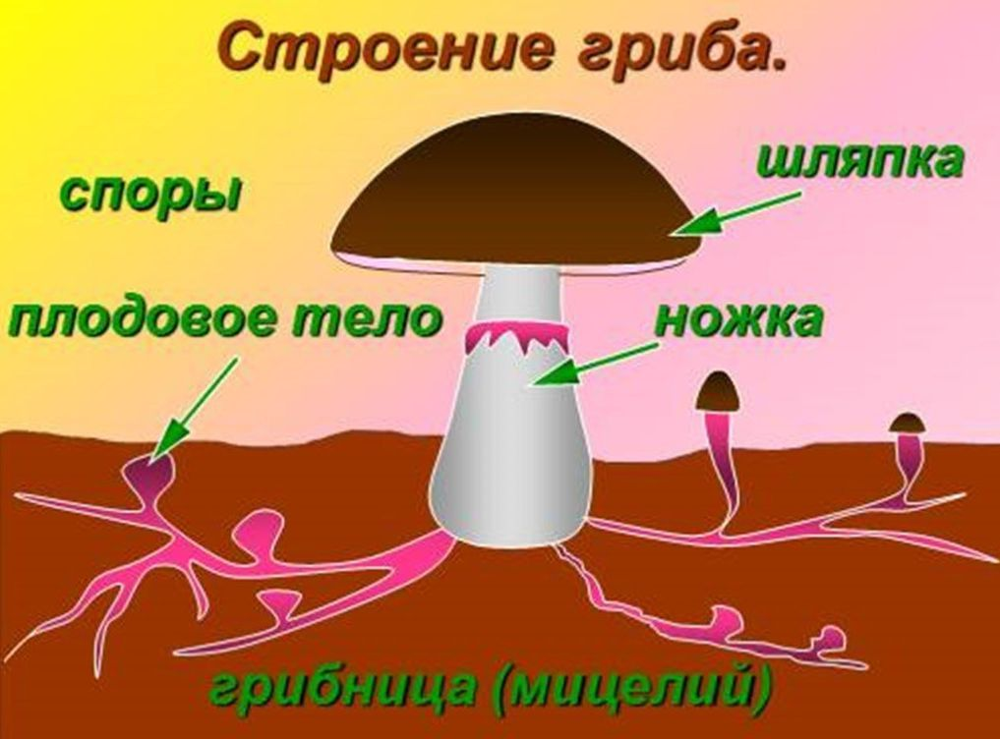 Строение гриба.
шляпка
споры
плодовое тело
ножка
грибница (мицелий)